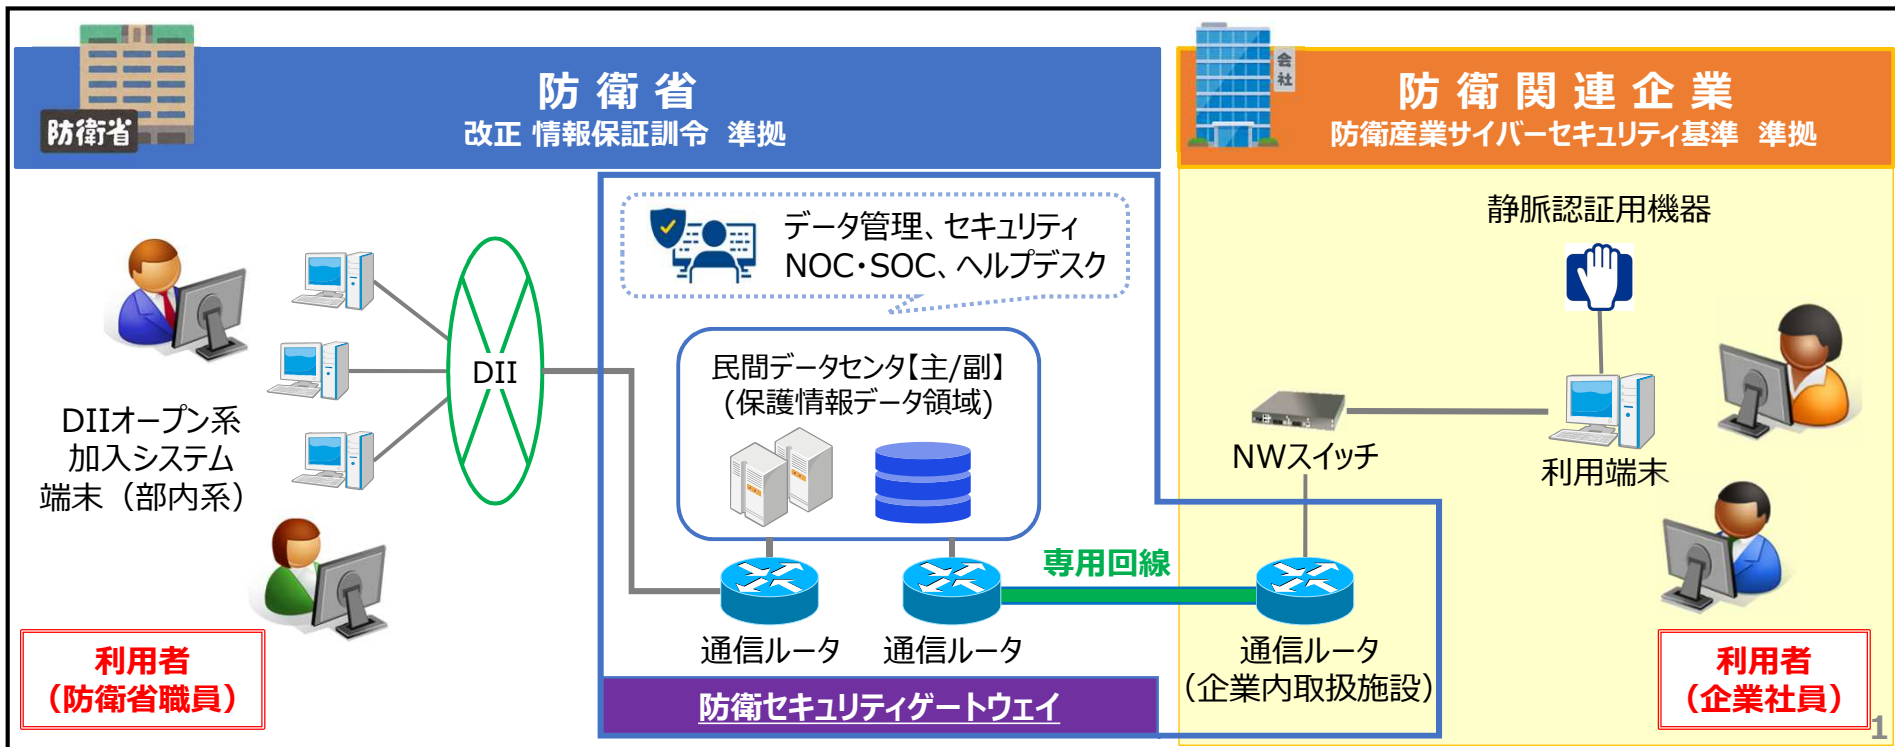 防衛省
防衛省
改正 情報保証訓令 準拠
会社
防衛関連企業
防衛産業サイバーセキュリティ基準 準拠
データ管理、セキュリティ
NOC・SOC、ヘルプデスク
静脈認証用機器
DII
DIIオープン系
加入システム
端末（部内系）
民間データセンタ【主/副】
(保護情報データ領域)
NWスイッチ
利用端末
専用回線
通信ルータ
通信ルータ
通信ルータ
（企業内取扱施設）
利用者
（防衛省職員）
防衛セキュリティゲートウェイ
利用者
（企業社員）
1